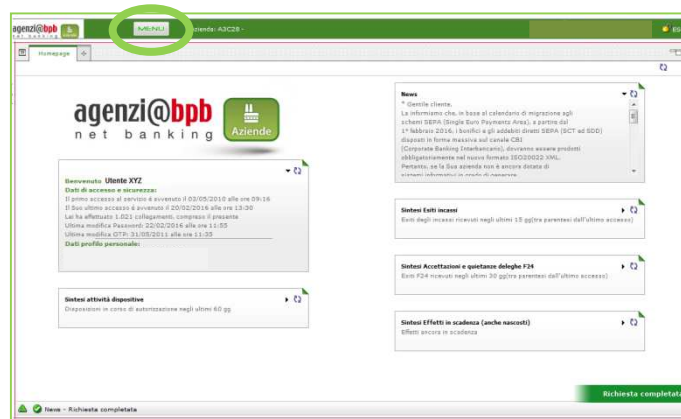 agenzi@bpb
net banking
MENU
Azienda: A3C28 -
Homepage
agenzi@bpb
net banking
Aziende
News
* Gentile cliente,
La informiamo che, in base al calendario di migrazione agli
schemi SEPA (Single Euro Payments Area), a partire dal
1° febbraio 2016, i bonifici e gli addebiti diretti SEPA (SCT ed SDD)
disposti in forma massiva sul canale CBI
(Corporate Banking Interbancario), dovranno essere prodotti
obbligatoriamente nel nuovo formato ISO20022 XML.
Pertanto, se la Sua azienda non è ancora dotata di
sistemi informativi in grado di generare
Benvenuto Utente XYZ
Dati di accesso e sicurezza:
Il primo accesso al servizio è avvenuto il 03/05/2010 alle ore 09:16
Il Suo ultimo accesso è avvenuto il 20/02/2016 alle ore 13:30
Lei ha effettuato 1.021 collegamenti, compreso il presente
Ultima modifica Password: 22/02/2016 alle ore 11:55
Ultima modifica OTP: 31/05/2011 alle ore 11:35
Dati profilo personale:
Sintesi Esiti incassi
Esiti degli incassi ricevuti negli ultimi 15 gg(tra parentesi dall'ultimo accesso)
Sintesi Accettazioni e quietanze deleghe F24
Esiti F24 ricevuti negli ultimi 30 gg(tra parentesi dall'ultimo accesso)
Sintesi attività dispositive
Disposizioni in corso di autorizzazione negli ultimi 60 gg
Sintesi Effetti in scadenza (anche nascosti)
Effetti ancora in scadenza
Richiesta completata
News - Richiesta completata